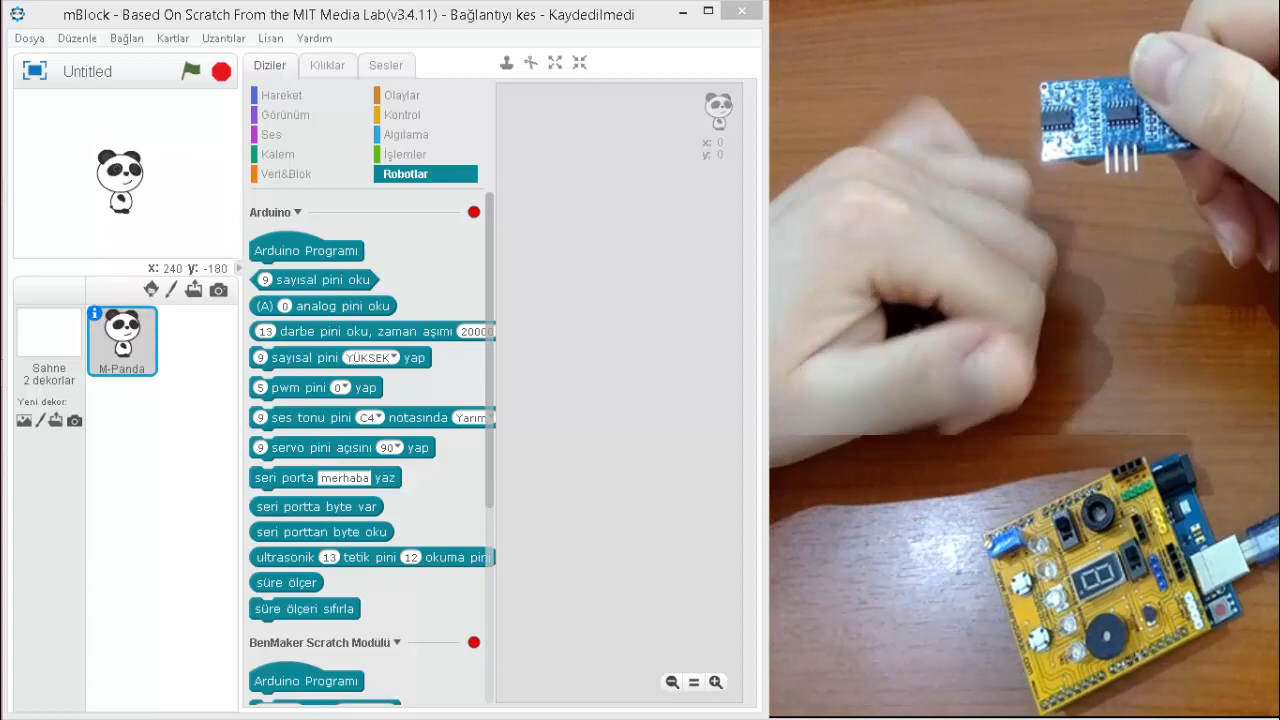 mBlock - Based On Scratch From the MIT Media Lab(v3.4.11) - Bağlantıyı kes - Kaydedilmedi
Dosya Düzenle Bağlan Kartlar Uzantılar Lisan Yardım
Untitled
Diziler Kılıklar Sesler
Hareket Olaylar
Görünüm Kontrol
Ses Algılama
Kalem İşlemler
Veri&Blok Robotlar
x: 0
y: 0
Arduino
Arduino Programı
9 sayısal pini oku
(A) 0 analog pini oku
13 darbe pini oku, zaman aşımı 20000
9 sayısal pini YÜKSEK yap
5 pwm pini 0 yap
9 ses tonu pini C4 notasında Yarım
9 servo pini açısını 90 yap
seri porta merhaba yaz
seri portta byte var
seri porttan byte oku
ultrasonik 13 tetik pini 12 okuma pini
süre ölçer
süre ölçeri sıfırla
BenMaker Scratch Modülü
Arduino Programı
x: 240 y: -180
Sahne
2 dekorlar
Yeni dekor:
M-Panda